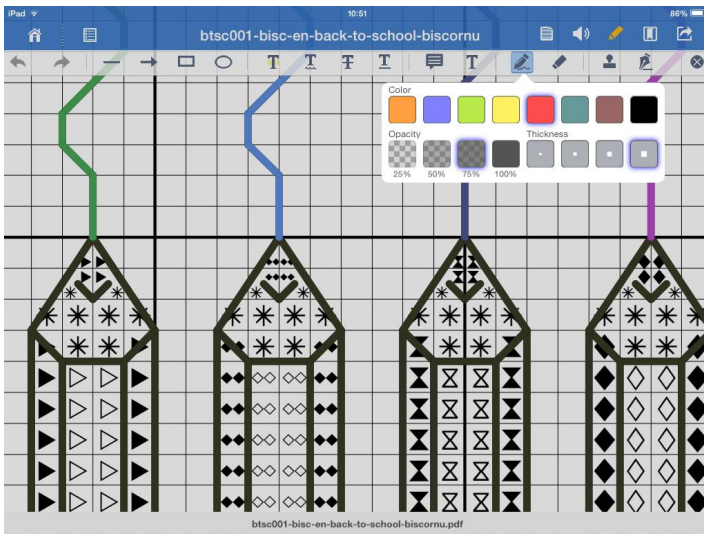 iPad 10:51 86%
btsc001-bisc-en-back-to-school-biscornu
T T T T T
Color
Opacity Thickness
25% 50% 75% 100%
btsc001-bisc-en-back-to-school-biscornu.pdf